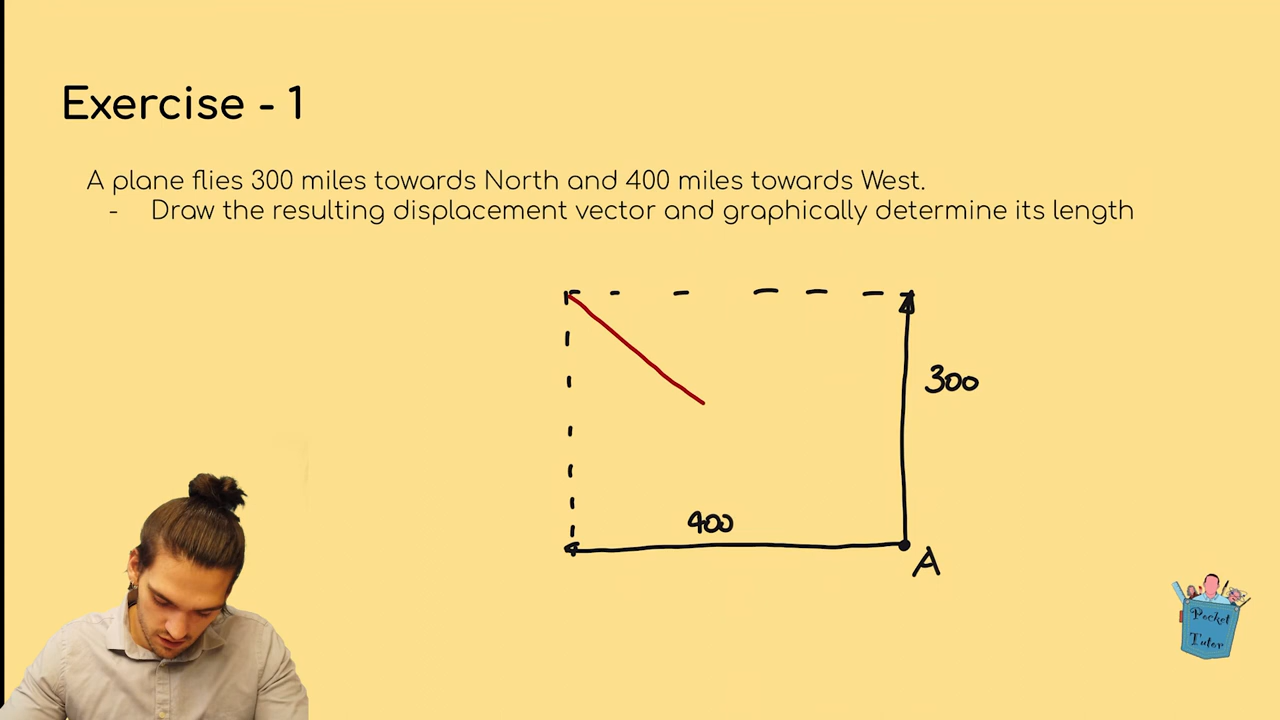 Exercise - 1
A plane flies 300 miles towards North and 400 miles towards West.
- Draw the resulting displacement vector and graphically determine its length
300
400
A
Pocket
Tutor